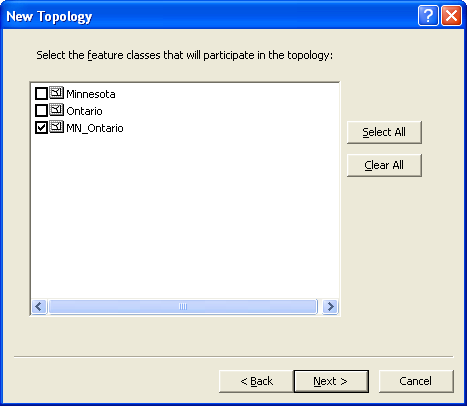 New Topology
Select the feature classes that will participate in the topology:
Minnesota
Ontario
MN_Ontario
Select All
Clear All
< Back
Next >
Cancel